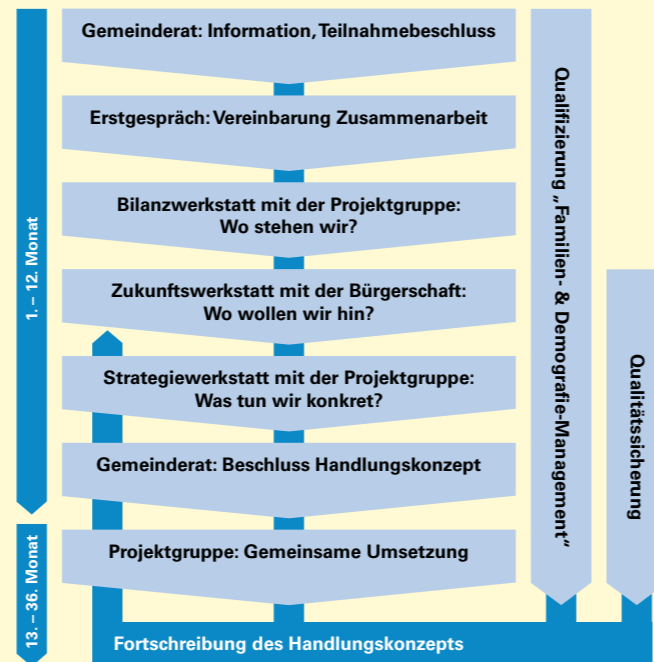 Gemeinderat: Information, Teilnahmebeschluss
Erstgespräch: Vereinbarung Zusammenarbeit
Bilanzwerkstatt mit der Projektgruppe:
Wo stehen wir?
Zukunftswerkstatt mit der Bürgerschaft:
Wo wollen wir hin?
Strategiewerkstatt mit der Projektgruppe:
Was tun wir konkret?
Gemeinderat: Beschluss Handlungskonzept
Projektgruppe: Gemeinsame Umsetzung
Fortschreibung des Handlungskonzepts
1. – 12. Monat
13. – 36. Monat
Qualifizierung „Familien- & Demografie-Management“
Qualitätssicherung